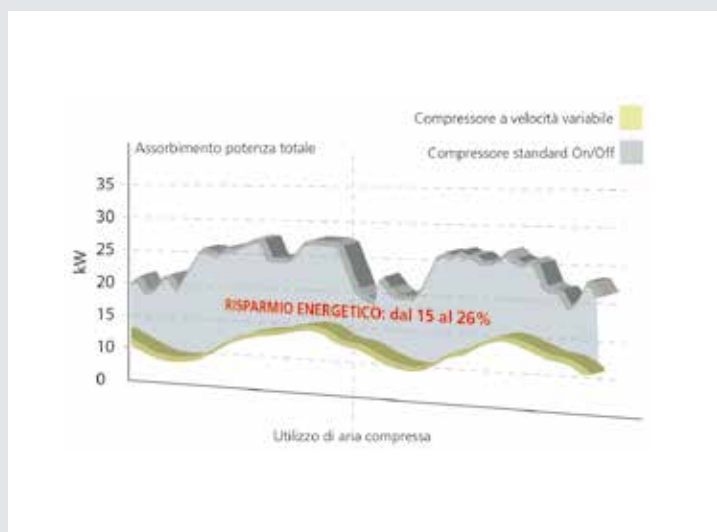 Compressore a velocità variabile
Compressore standard On/Off
Assorbimento potenza totale
35
30
25
20
15
10
0
kW
RISPARMIO ENERGETICO: dal 15 al 26%
Utilizzo di aria compressa